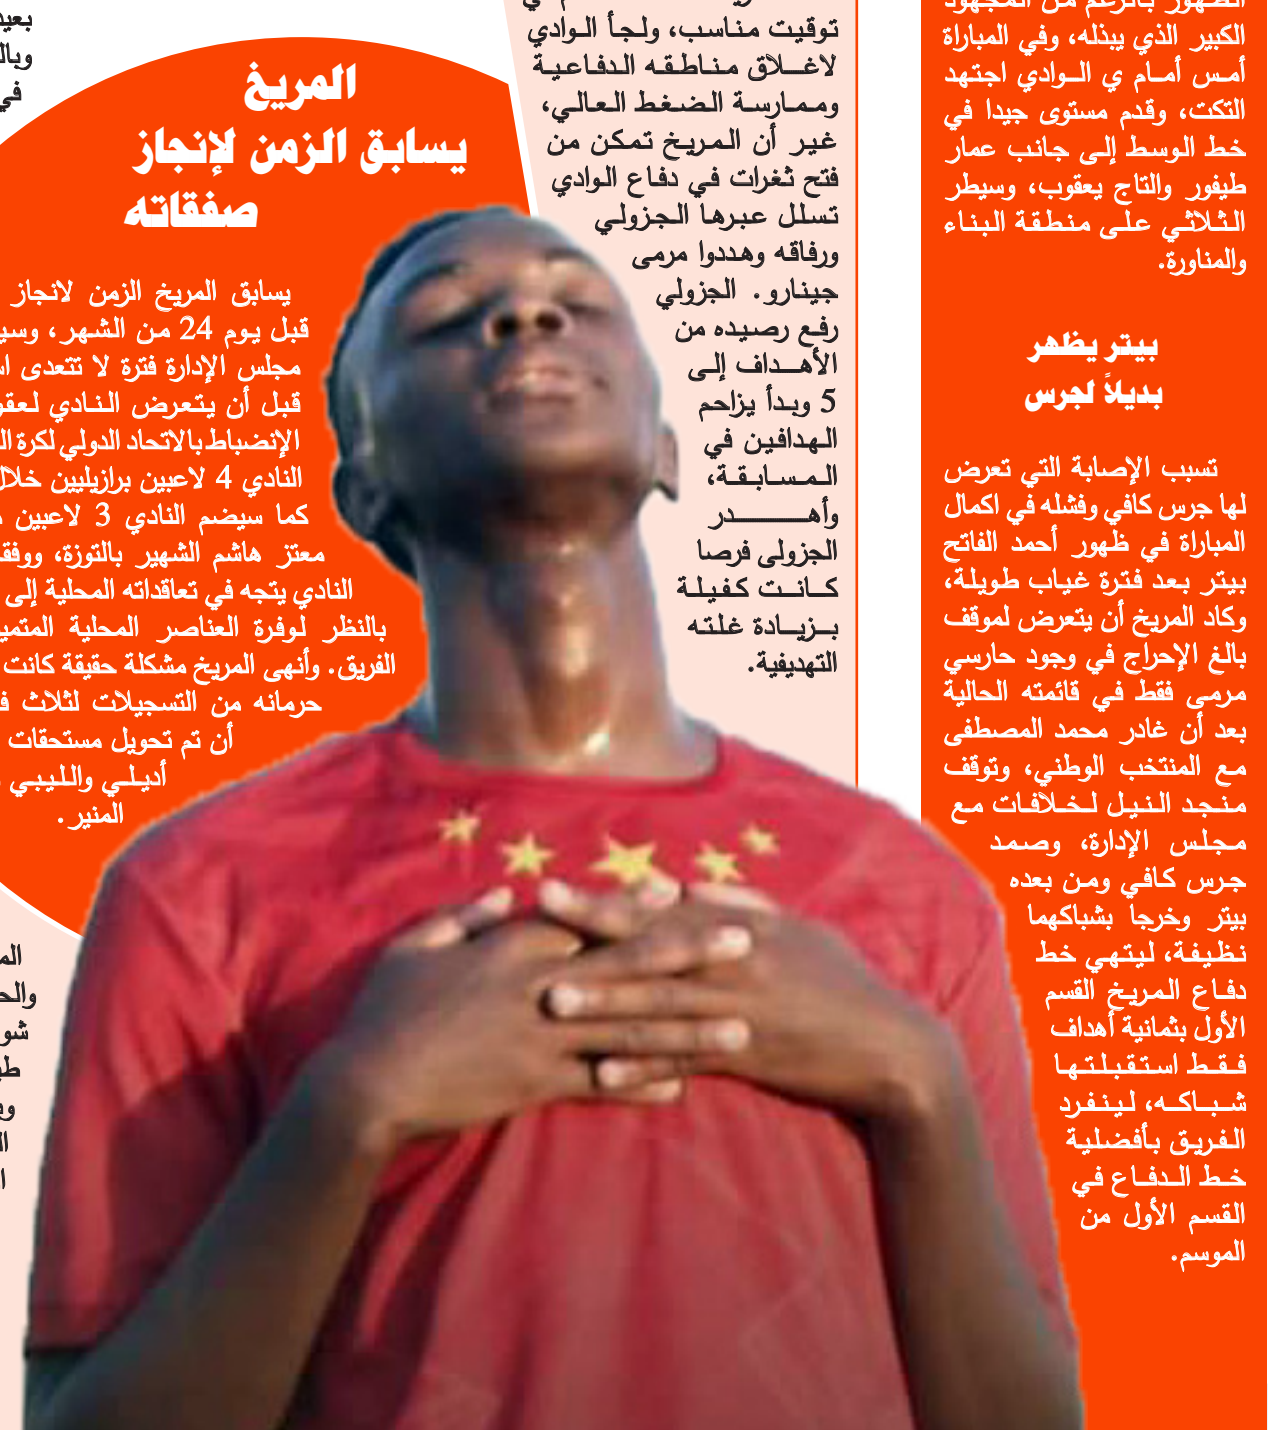 الكبير الذي يبذله، وفي المباراة
أمس أمام ي الوادي اجتهد
التكت، وقدم مستوى جيدا في
خط الوسط إلى جانب عمار
طيفور والتاج يعقوب، وسيطر
الثلاثي على منطقة البناء
والمناورة.
بيتر يظهر
بديلاً لجرس
تسبب الإصابة التي تعرض
لها جرس كافي وفشله في اكمال
المباراة في ظهور أحمد الفاتح
بيتر بعد فترة غياب طويلة،
وكاد المريخ أن يتعرض لموقف
بالغ الإحراج في وجود حارسي
مرمى فقط في قائمته الحالية
بعد أن غادر محمد المصطفى
مع المنتخب الوطني، وتوقف
منجد النيل لخلافات مع
مجلس الإدارة، وصمد
جرس كافي ومن بعده
بيتر وخرجا بشباكهما
نظيفة، لينتهي خط
دفاع المريخ القسم
الأول بثمانية أهداف
فقط استقبلتها
شباكه، لينفرد
الفريق بأفضلية
خط الدفاع في
القسم الأول من
الموسم.
توقيت مناسب، ولجأ الوادي
لاغلاق مناطقه الدفاعية
وممارسة الضغط العالي،
غير أن المريخ تمكن من
فتح ثغرات في دفاع الوادي
تسلل عبرها الجزولي
ورفاقه وهددوا مرمى
جينارو. الجزولي
رفع رصيده من
الأهداف إلى
5 وبدأ يزاحم
الهدافين في
المسابقة،
وأهدر
الجزولى فرصا
كانت كفيلة
بزيادة غلته
التهديفية.
المريخ
يسابق الزمن لإنجاز
صفقاته
يسابق المريخ الزمن لانجاز
قبل يوم 24 من الشهر،
مجلس الإدارة فترة لا تتعدى
قبل أن يتعرض النادي
الإنضباط بالاتحاد الدولي لكرة
النادي 4 لاعبين برازيليين خلال
كما سيضم النادي 3 لاعبين
معتز هاشم الشهير بالتوزة،
النادي يتجه في تعاقداته المحلية إلى
بالنظر لوفرة العناصر المحلية
الفريق. وأنهى المريخ مشكلة حقيقة كانت
حرمانه من التسجيلات لثلاث
أن تم تحويل مستحقات
أديلي والليبي
المنير.
في